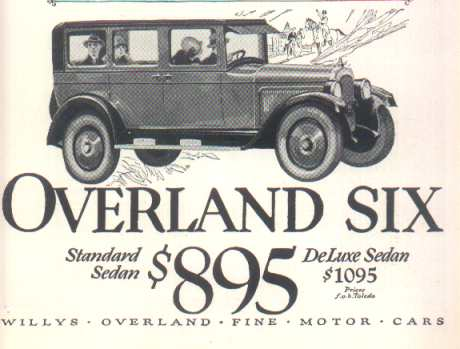 OVERLAND SIX
Standard Sedan $895
DeLuxe Sedan $1095
Prices f.o.b. Toledo
WILLYS · OVERLAND · FINE · MOTOR · CARS